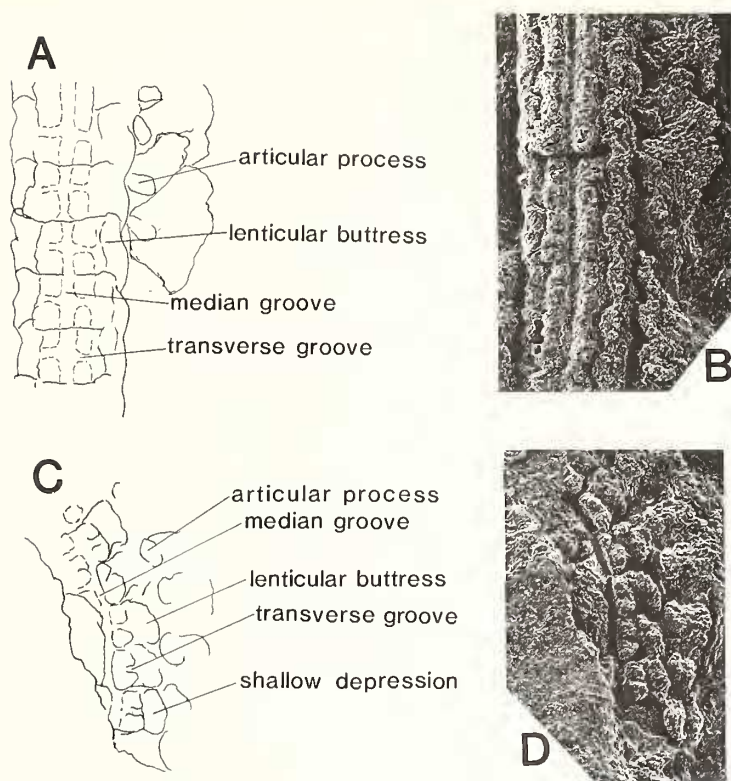 A
articular process
lenticular buttress
median groove
transverse groove
B
C
articular process
median groove
lenticular buttress
transverse groove
shallow depression
D